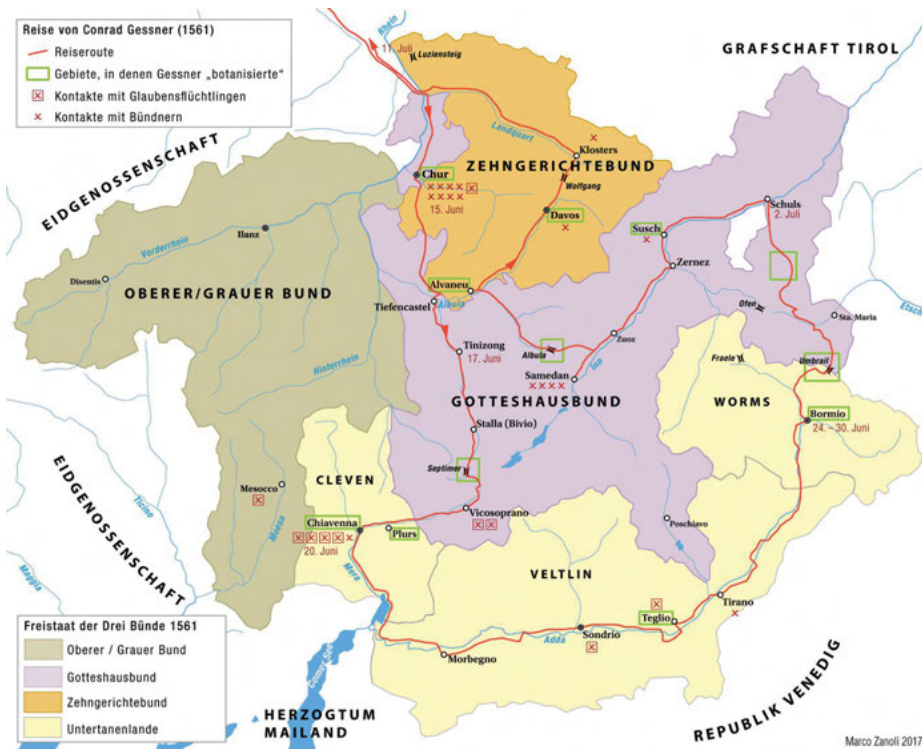 Reise von Conrad Gessner (1561)
Reiseroute
Gebiete, in denen Gessner „botanisierte“
Kontakte mit Glaubensflüchtlingen
Kontakte mit Bündnern
Rhein
11. Juli
Luziensteig
GRAFSCHAFT TIROL
EIDGENOSSENSCHAFT
Landquart
Klosters
ZEHNGERICHTEBUND
Wolfgang
Chur
15. Juni
Davos
Schuls
2. Juli
Susch
Ilanz
Vorderrhein
Disentis
Zernez
OBERER/GRAUER BUND
Alvaneu
Albula
Tiefencastel
Ofen
Sta. Maria
Etsch
Zuoz
Inn
Tinizong
17. Juni
Albula
Fraele
Umbrail
Hinterrhein
Samedan
GOTTESHAUSBUND
WORMS
Bormio
24. – 30. Juni
Stalla (Bivio)
Septimer
EIDGENOSSENSCHAFT
Mesocco
CLEVEN
Ticino
Moesa
Vicosoprano
Chiavenna
20. Juni
Plurs
Poschiavo
Maggia
Mera
VELTLIN
Tirano
Teglio
Adda
Sondrio
Morbegno
Comer See
Freistaat der Drei Bünde 1561
Oberer / Grauer Bund
Gotteshausbund
Zehngerichtebund
Untertanenlande
HERZOGTUM
MAILAND
REPUBLIK VENEDIG
Marco Zanoli 2017